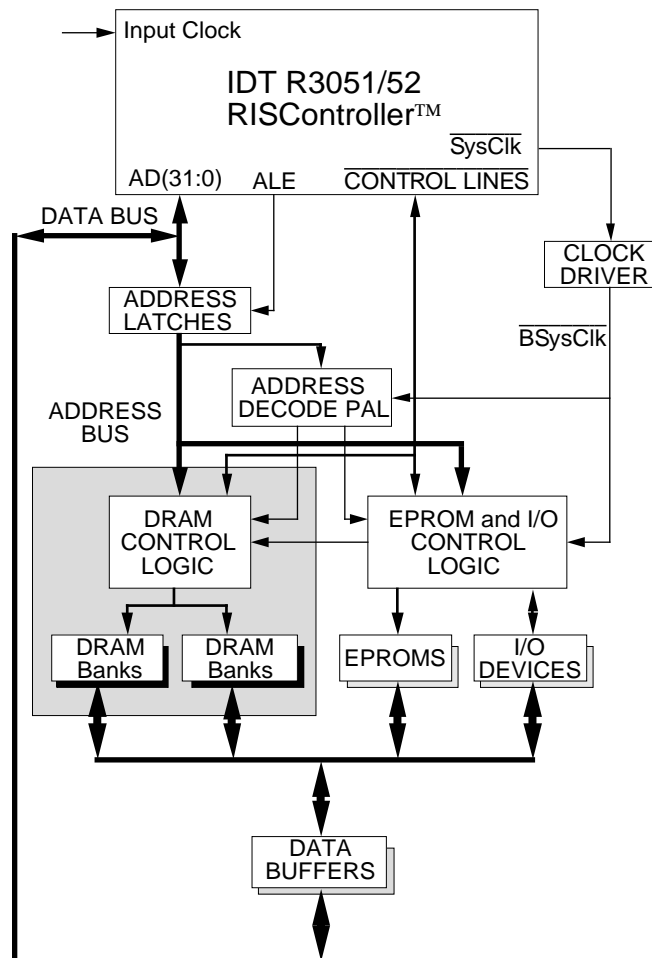 Input Clock
IDT R3051/52
RISController™
SysClk
AD(31:0)
ALE
CONTROL LINES
DATA BUS
CLOCK
DRIVER
ADDRESS
LATCHES
BSysClk
ADDRESS
DECODE PAL
ADDRESS
BUS
DRAM
CONTROL
LOGIC
EPROM and I/O
CONTROL
LOGIC
DRAM
Banks
DRAM
Banks
EPROMS
I/O
DEVICES
DATA
BUFFERS